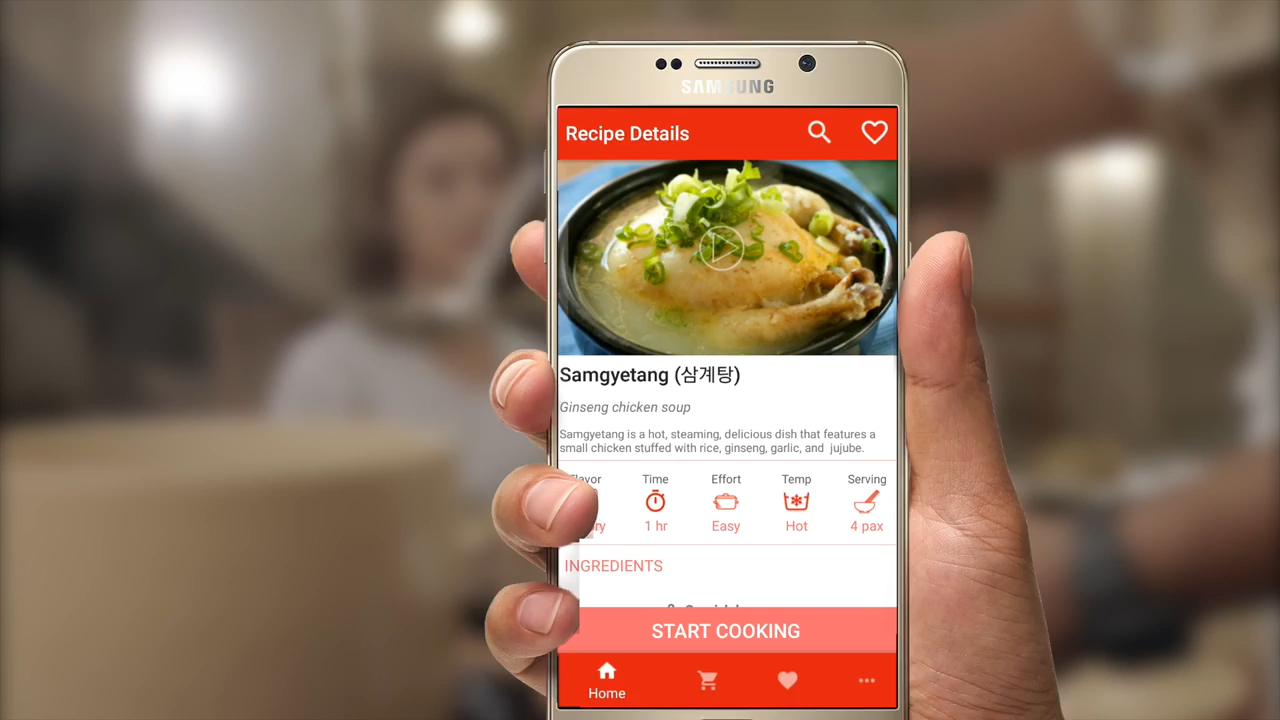 SAMSUNG
Recipe Details
Samgyetang (삼계탕)
Ginseng chicken soup
Samgyetang is a hot, steaming, delicious dish that features a
small chicken stuffed with rice, ginseng, garlic, and jujube.
Time Effort Temp Serving
1 hr Easy Hot 4 pax
INGREDIENTS
START COOKING
Home